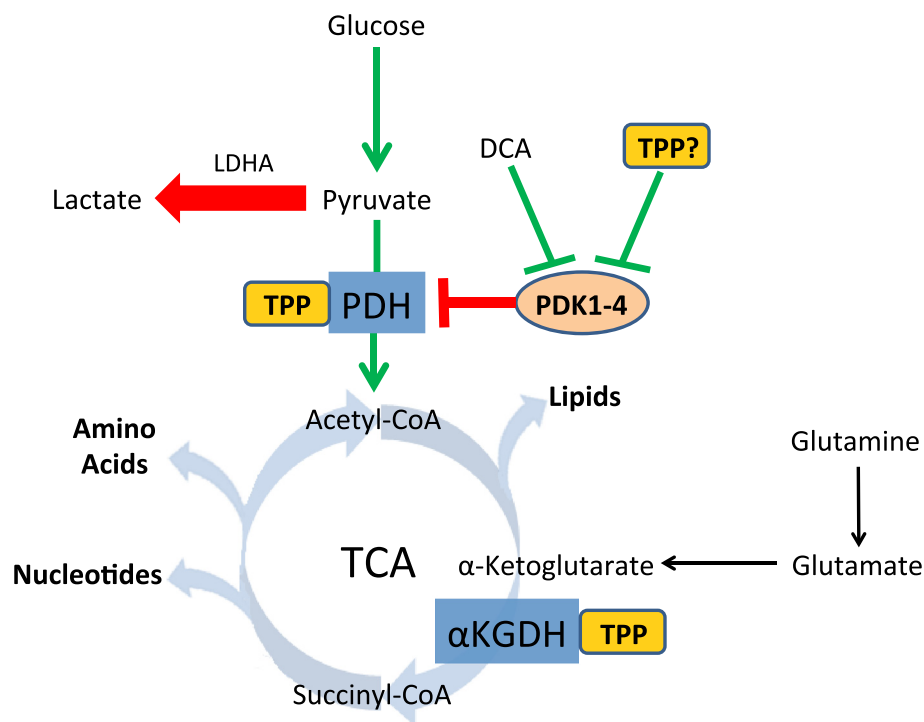 Glucose
DCA
TPP?
LDHA
Lactate
Pyruvate
TPP
PDH
PDK1-4
Lipids
Acetyl-CoA
Amino
Acids
Glutamine
TCA
α-Ketoglutarate
Glutamate
Nucleotides
αKGDH
TPP
Succinyl-CoA